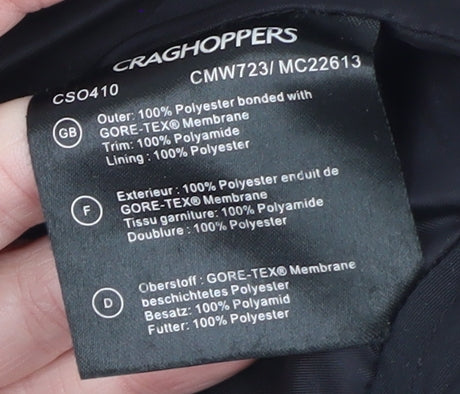 CRAGHOPPERS
CSO410 CMW723/ MC22613
GB
Outer: 100% Polyester bonded with
GORE-TEX® Membrane
Trim: 100% Polyamide
Lining : 100% Polyester
F
Exterieur : 100% Polyester enduit de
GORE-TEX® Membrane
Tissu garniture: 100% Polyamide
Doublure : 100% Polyester
D
Oberstoff : GORE-TEX® Membrane
beschichtetes Polyester
Besatz: 100% Polyamid
Futter: 100% Polyester